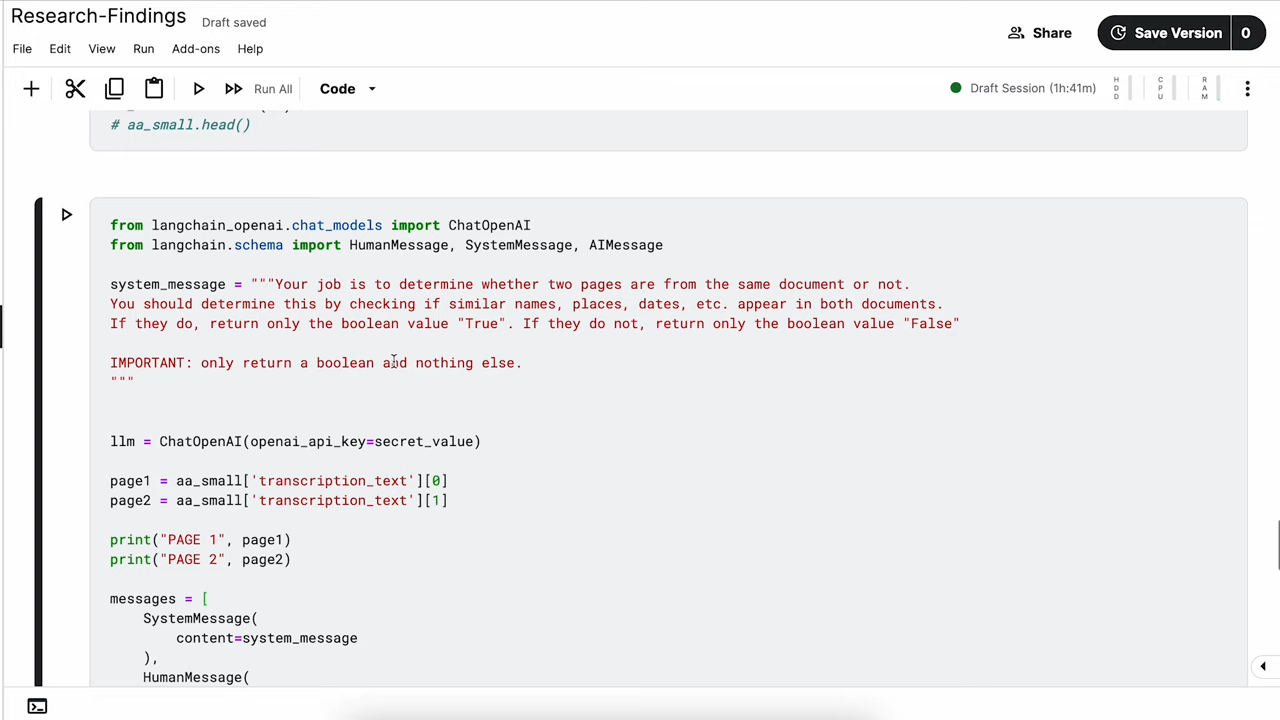 Research-Findings
Draft saved
Share
Save Version
0
File
Edit
View
Run
Add-ons
Help
Run All
Code
Draft Session (1h:41m)
HDD
CPU
RAM
# aa_small.head()
from langchain_openai.chat_models import ChatOpenAI
from langchain.schema import HumanMessage, SystemMessage, AIMessage
system_message = """Your job is to determine whether two pages are from the same document or not.
You should determine this by checking if similar names, places, dates, etc. appear in both documents.
If they do, return only the boolean value "True". If they do not, return only the boolean value "False"
IMPORTANT: only return a boolean and nothing else.
"""
llm = ChatOpenAI(openai_api_key=secret_value)
page1 = aa_small['transcription_text'][0]
page2 = aa_small['transcription_text'][1]
print("PAGE 1", page1)
print("PAGE 2", page2)
messages = [
SystemMessage(
content=system_message
),
HumanMessage(